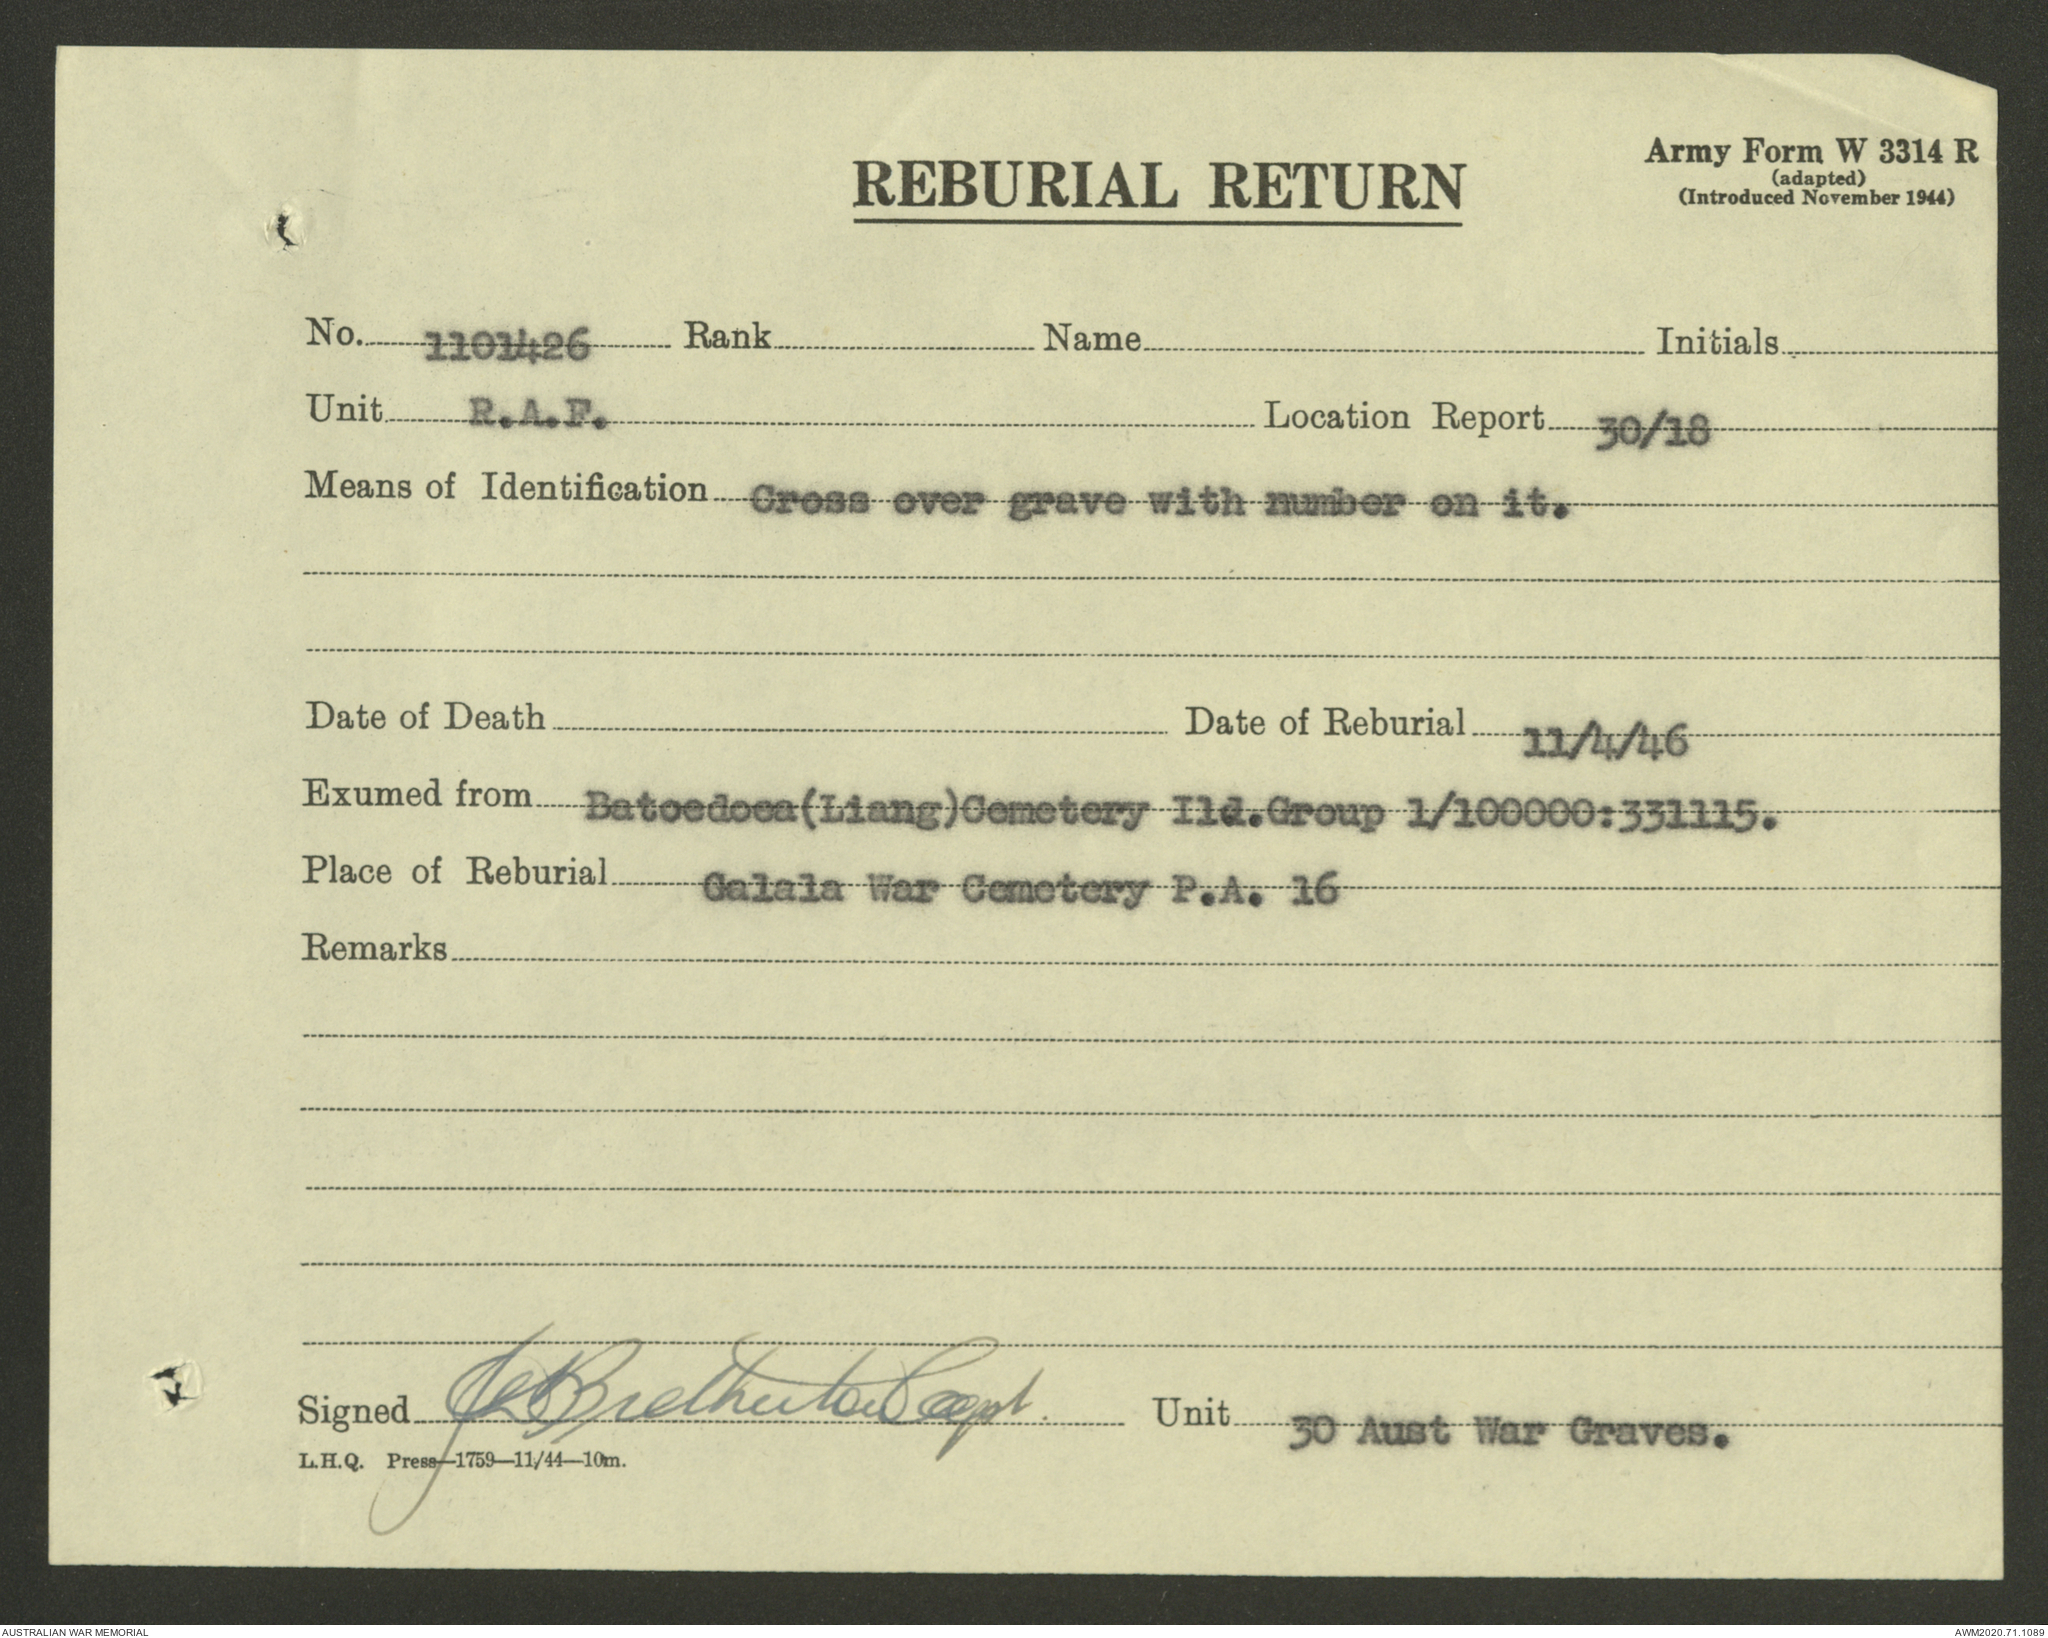 Army Form W 3314 R
(adapted)
(Introduced November 1944)
REBURIAL RETURN
No. 1101426 Rank Name Initials
Unit R.A.F. Location Report 30/18
Means of Identification Cross over grave with number on it.
Date of Death Date of Reburial 11/4/46
Exumed from Batoedoea(Liang)Cemetery Ild.Group 1/100000:331115.
Place of Reburial Galala War Cemetery P.A. 16
Remarks
Signed Bretherton Capt. Unit 30 Aust War Graves.
L.H.Q. Press—1759—11/44—10m.
AUSTRALIAN WAR MEMORIAL AWM2020.71.1089